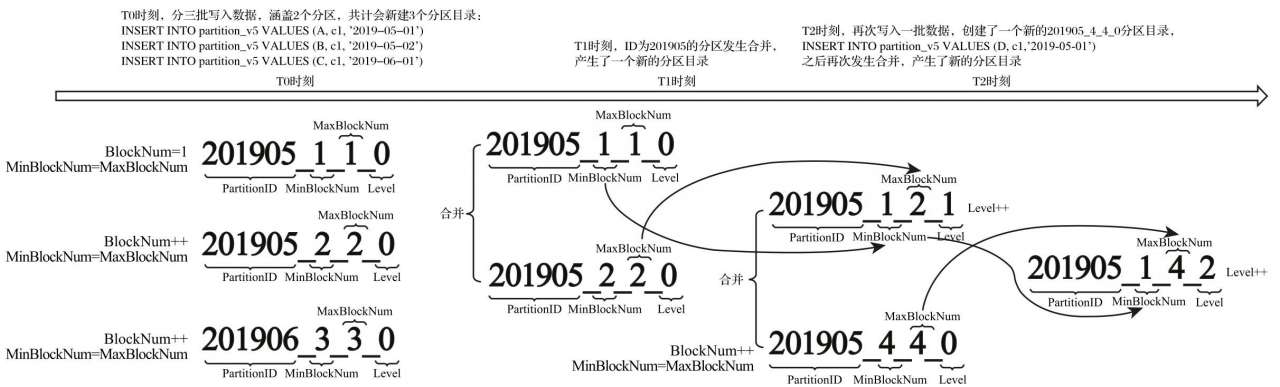 T0时刻，分三批写入数据，涵盖2个分区，共计会新建3个分区目录：
INSERT INTO partition_v5 VALUES (A, c1, '2019-05-01')
INSERT INTO partition_v5 VALUES (B, c1, '2019-05-02')
INSERT INTO partition_v5 VALUES (C, c1, '2019-06-01')
T0时刻
T1时刻，ID为201905的分区发生合并，
产生了一个新的分区目录
T1时刻
T2时刻，再次写入一批数据，创建了一个新的201905_4_4_0分区目录，
INSERT INTO partition_v5 VALUES (D, c1,'2019-05-01')
之后再次发生合并，产生了新的分区目录
T2时刻
BlockNum=1
MinBlockNum=MaxBlockNum
MaxBlockNum
201905_1_1_0
PartitionID MinBlockNum Level
BlockNum++
MinBlockNum=MaxBlockNum
MaxBlockNum
201905_2_2_0
PartitionID MinBlockNum Level
BlockNum++
MinBlockNum=MaxBlockNum
MaxBlockNum
201906_3_3_0
PartitionID MinBlockNum Level
合并
MaxBlockNum
201905_1_1_0
PartitionID MinBlockNum Level
MaxBlockNum
201905_2_2_0
PartitionID MinBlockNum Level
合并
MaxBlockNum
201905_1_2_1
Level++
PartitionID MinBlockNum Level
BlockNum++
MinBlockNum=MaxBlockNum
MaxBlockNum
201905_4_4_0
PartitionID MinBlockNum Level
MaxBlockNum
201905_1_4_2
Level++
PartitionID MinBlockNum Level